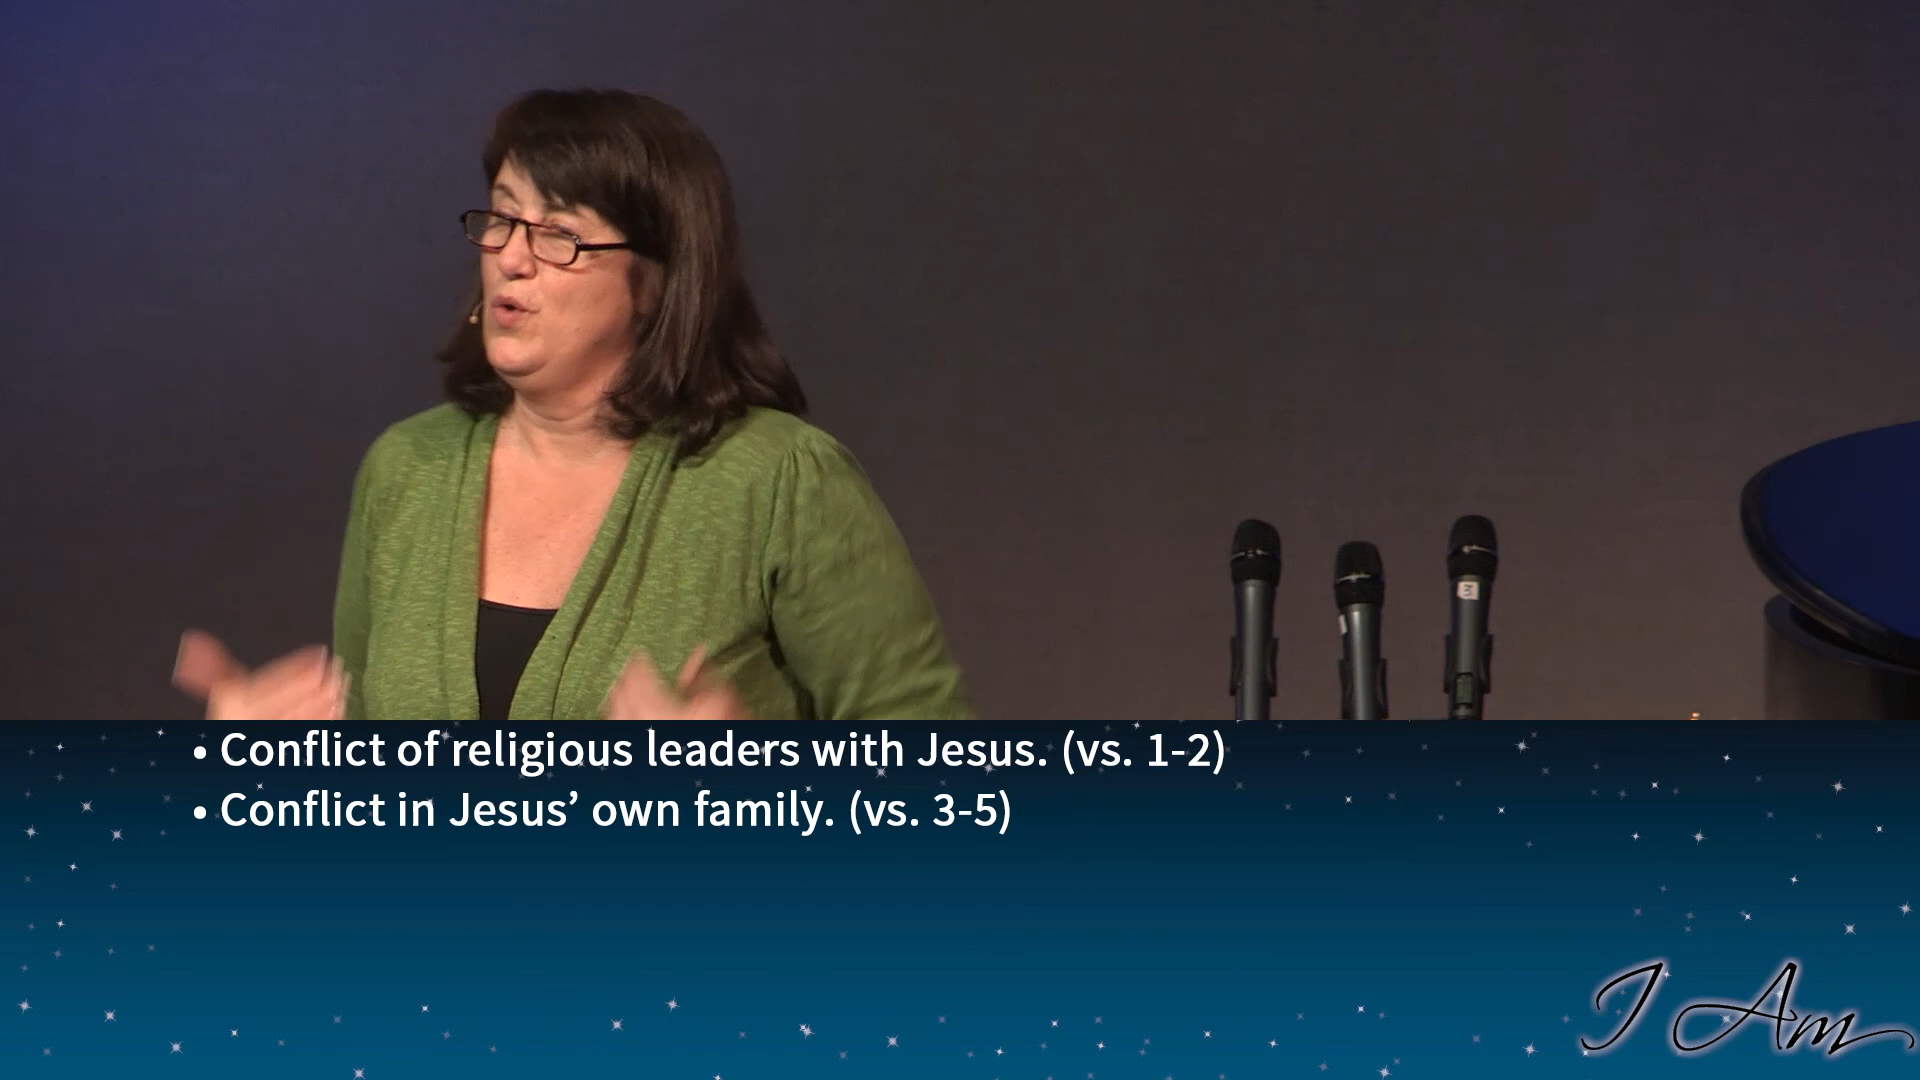 • Conflict of religious leaders with Jesus. (vs. 1-2)
• Conflict in Jesus’ own family. (vs. 3-5)
I Am